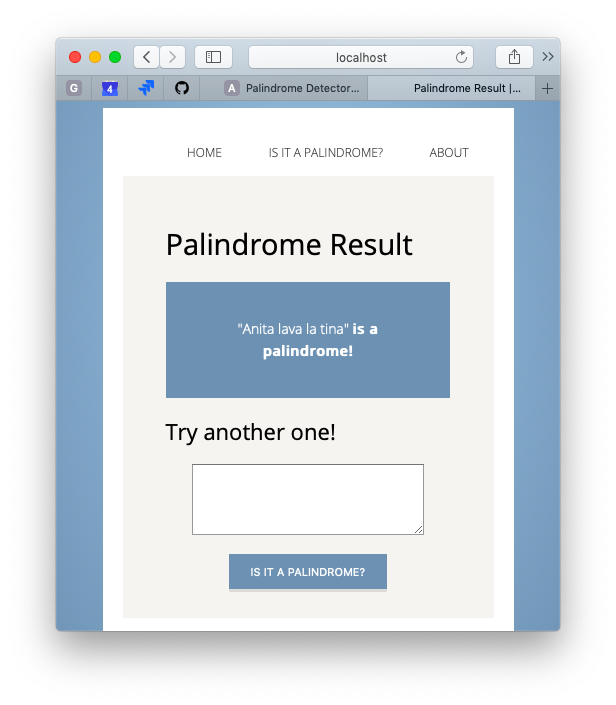 localhost
G 4 A Palindrome Detector... Palindrome Result |...
HOME IS IT A PALINDROME? ABOUT
Palindrome Result
"Anita lava la tina" is a
palindrome!
Try another one!
IS IT A PALINDROME?